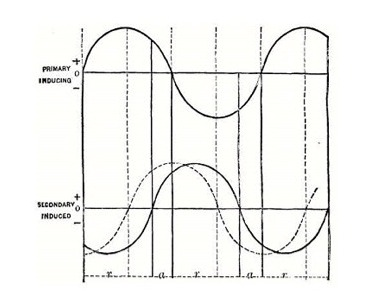 +
PRIMARY 0
INDUCING
−
+
SECONDARY 0
INDUCED
−
r a r a r